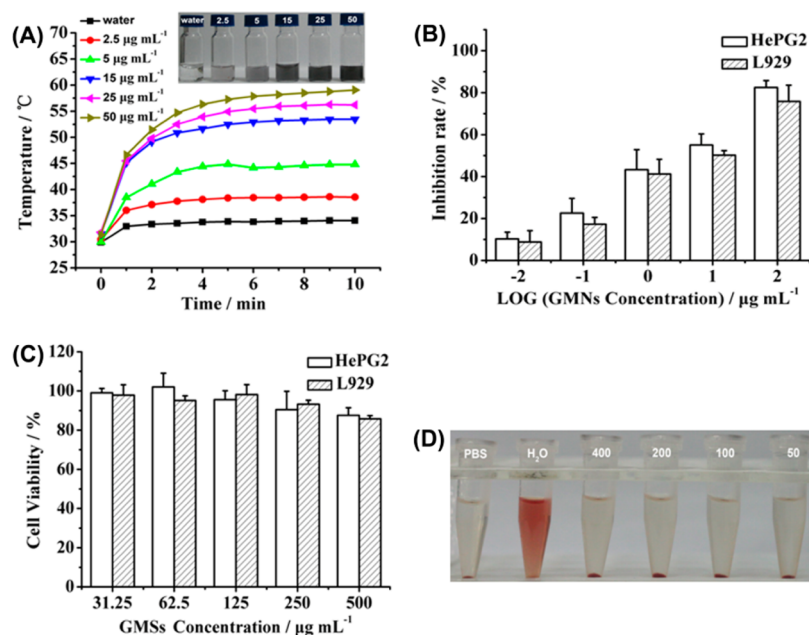 (A)
water
2.5 μg mL-1
5 μg mL-1
15 μg mL-1
25 μg mL-1
50 μg mL-1
water 2.5 5 15 25 50
Temperature / ℃
60
55
50
45
40
35
30
25
0 2 4 6 8 10
Time / min
(B)
HePG2
L929
Inhibition rate / %
100
80
60
40
20
0
-2 -1 0 1 2
LOG (GMNs Concentration) / μg mL-1
(C)
HePG2
L929
Cell Viability / %
120
100
80
60
40
20
0
31.25 62.5 125 250 500
GMSs Concentration / μg mL-1
(D)
PBS H2O 400 200 100 50